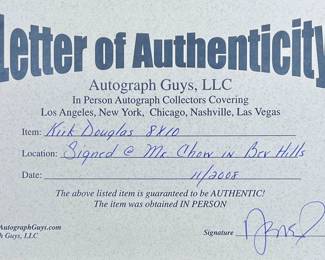 Letter of Authenticity
Autograph Guys, LLC
In Person Autograph Collectors Covering
Los Angeles, New York, Chicago, Nashville, Las Vegas
Item: Kirk Douglas 8X10
Location: Signed @ Mr Chow in Bev Hills
Date: 11/2008
The above listed item is guaranteed to be AUTHENTIC!
The item was obtained IN PERSON
AutographGuys.com
h Guys, LLC
Signature